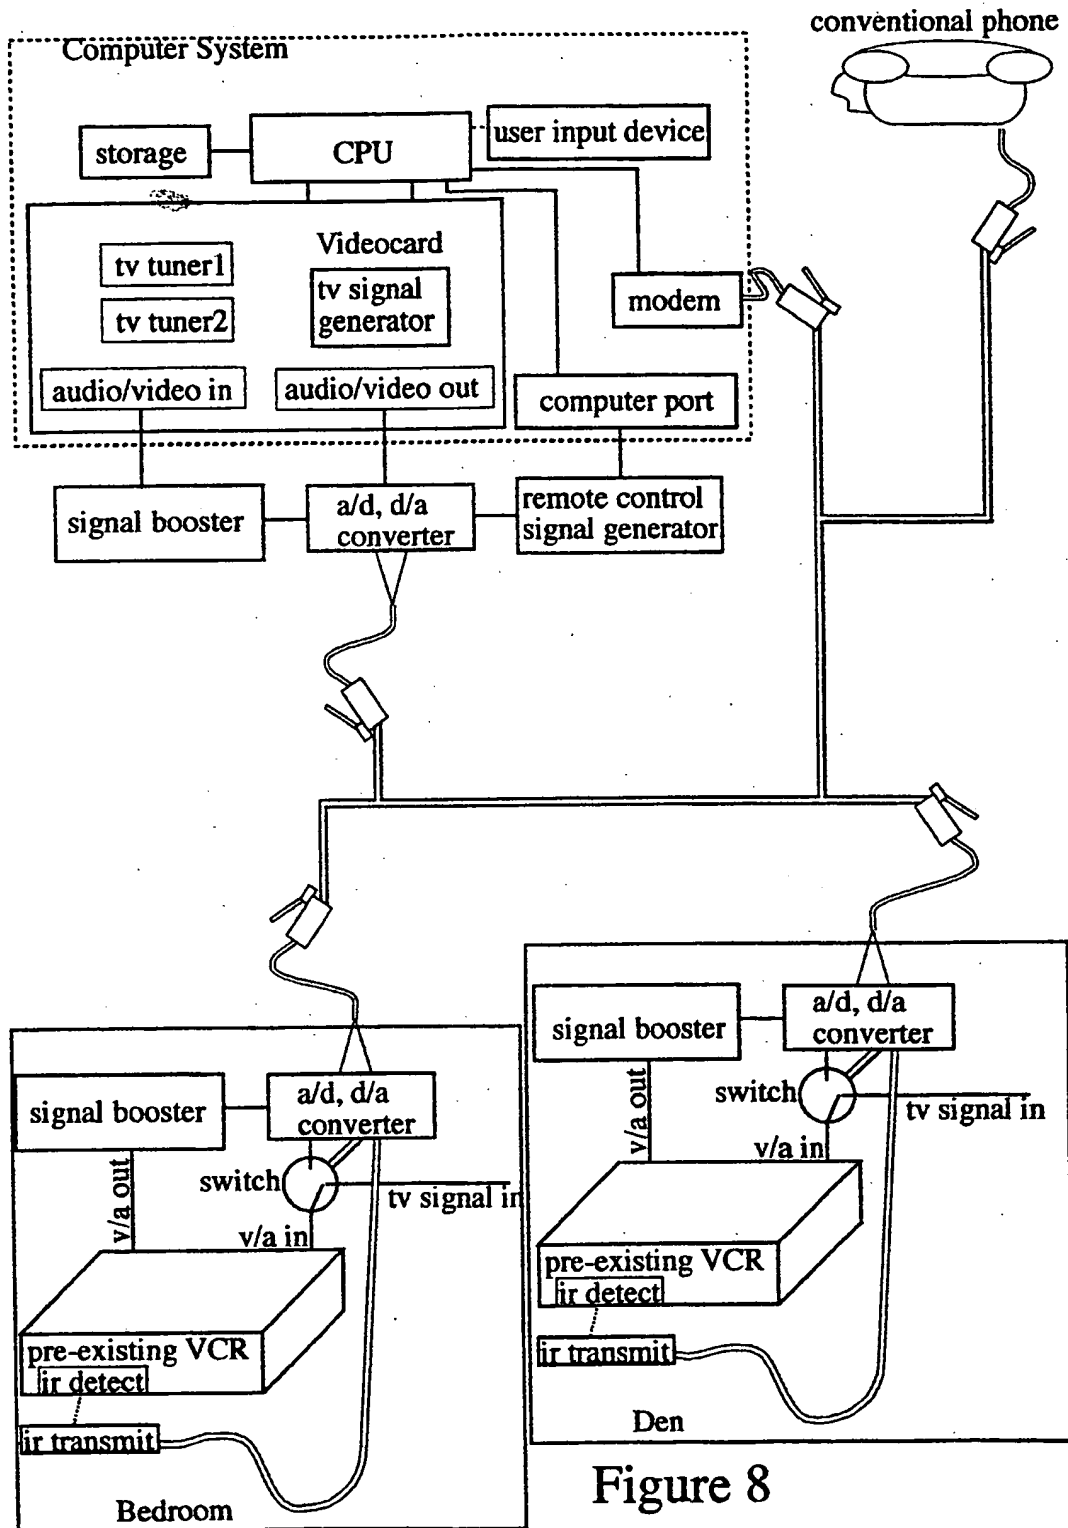 conventional phone
Computer System
storage
CPU
user input device
Videocard
tv tuner1
tv signal
generator
tv tuner2
modem
audio/video in
audio/video out
computer port
signal booster
a/d, d/a
converter
remote control
signal generator
signal booster
a/d, d/a
converter
switch
tv signal in
v/a out
v/a in
pre-existing VCR
ir detect
ir transmit
Den
signal booster
a/d, d/a
converter
switch
tv signal in
v/a out
v/a in
pre-existing VCR
ir detect
ir transmit
Bedroom
Figure 8